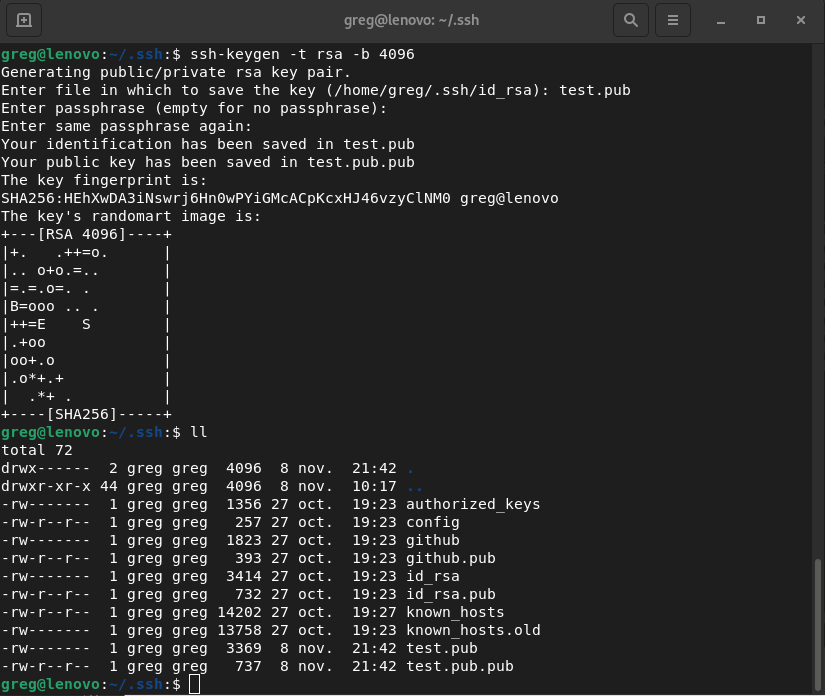 greg@lenovo: ~/.ssh
greg@lenovo:~/.ssh:$ ssh-keygen -t rsa -b 4096
Generating public/private rsa key pair.
Enter file in which to save the key (/home/greg/.ssh/id_rsa): test.pub
Enter passphrase (empty for no passphrase):
Enter same passphrase again:
Your identification has been saved in test.pub
Your public key has been saved in test.pub.pub
The key fingerprint is:
SHA256:HEhXwDA3iNswrj6Hn0wPYiGMcACpKcxHJ46vzyClNM0 greg@lenovo
The key's randomart image is:
+---[RSA 4096]----+
|+.   .++=o.      |
|.. o+o.=..       |
|=.=.o=. .        |
|B=ooo .. .       |
|++=E    S        |
|.+oo             |
|oo+.o            |
|.o*+.+           |
|  .*+ .          |
+----[SHA256]-----+
greg@lenovo:~/.ssh:$ ll
total 72
drwx------  2 greg greg  4096  8 nov.  21:42 .
drwxr-xr-x 44 greg greg  4096  8 nov.  10:17 ..
-rw-------  1 greg greg  1356 27 oct.  19:23 authorized_keys
-rw-r--r--  1 greg greg   257 27 oct.  19:23 config
-rw-------  1 greg greg  1823 27 oct.  19:23 github
-rw-r--r--  1 greg greg   393 27 oct.  19:23 github.pub
-rw-------  1 greg greg  3414 27 oct.  19:23 id_rsa
-rw-r--r--  1 greg greg   732 27 oct.  19:23 id_rsa.pub
-rw-r--r--  1 greg greg 14202 27 oct.  19:27 known_hosts
-rw-------  1 greg greg 13758 27 oct.  19:23 known_hosts.old
-rw-------  1 greg greg  3369  8 nov.  21:42 test.pub
-rw-r--r--  1 greg greg   737  8 nov.  21:42 test.pub.pub
greg@lenovo:~/.ssh:$